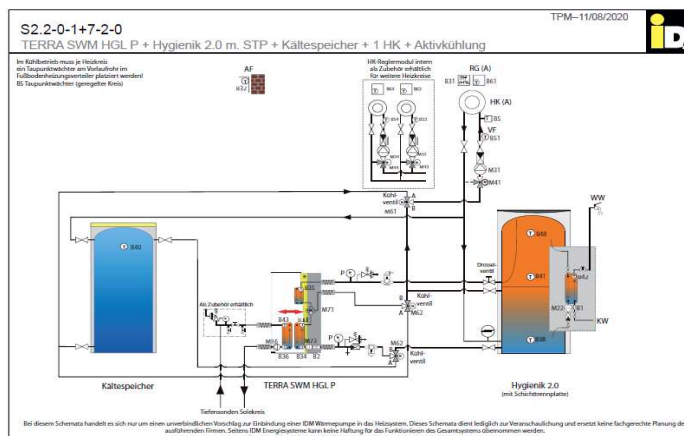 TPM–11/08/2020
S2.2-0-1+7-2-0
TERRA SWM HGL P + Hygienik 2.0 m. STP + Kältespeicher + 1 HK + Aktivkühlung
iD
Im Kühlbetrieb muss je Heizkreis
ein Taupunktwächter am Vorlaufrohr im
Fußbodenheizungsverteiler platziert werden!
BS Taupunktwächter (geregelter Kreis)
AF
B32
HK-Reglermodul intern
als Zubehör erhältlich
für weitere Heizkreise
RG (A)
B31
B61
HK (A)
B5
VF
B51
M31
M41
Kühl-
ventil
A
B
M61
WW
B40
B48
Drossel-
ventil
B41
B42
M22
B1
KW
B38
Als Zubehör erhältlich
P
S
B35
M71
Kühl-
ventil
B
A
M62
B43
M73
B36
B34
B2
P
S
M62
B
A
Kühl-
ventil
Kältespeicher
TERRA SWM HGL P
Hygienik 2.0
(mit Schichttrennplatte)
Tiefensonden Solekreis
Bei diesem Schemata handelt es sich nur um einen unverbindlichen Vorschlag zur Einbindung einer IDM Wärmepumpe in das Heizsystem. Dieses Schemata dient lediglich zur Veranschaulichung und ersetzt keine fachgerechte Planung der
ausführenden Firmen. Seitens IDM Energiesysteme kann keine Haftung für das Funktionieren des Gesamtsystems übernommen werden.